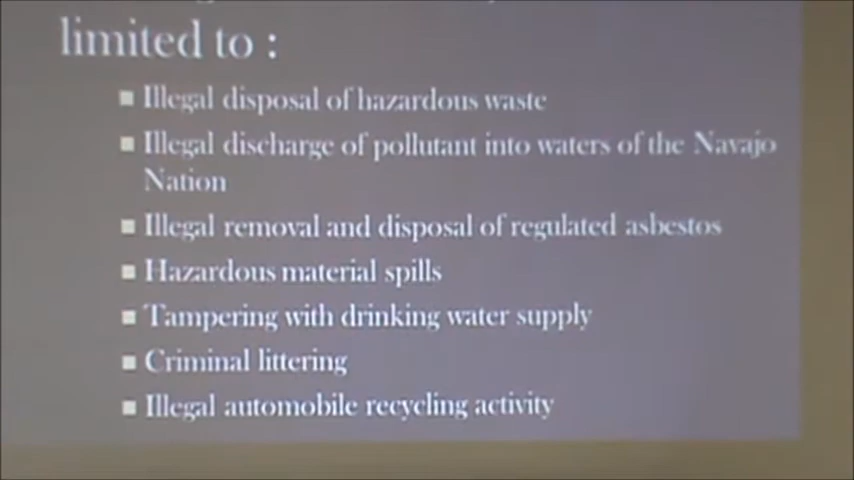 limited to :
■ Illegal disposal of hazardous waste
■ Illegal discharge of pollutant into waters of the Navajo
Nation
■ Illegal removal and disposal of regulated asbestos
■ Hazardous material spills
■ Tampering with drinking water supply
■ Criminal littering
■ Illegal automobile recycling activity